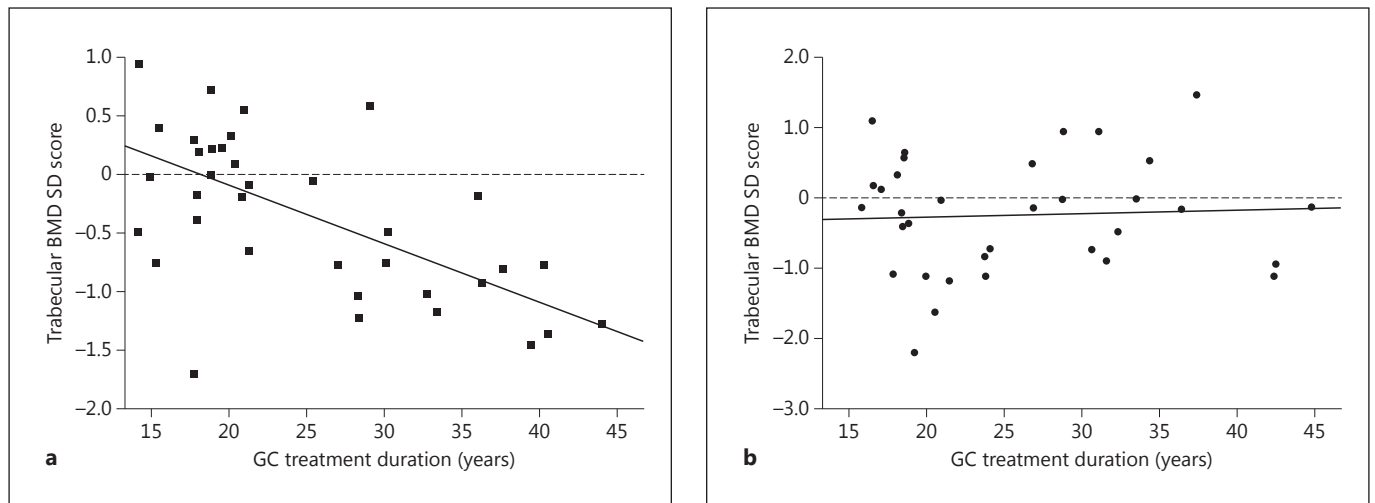 1.0
0.5
0
−0.5
−1.0
−1.5
−2.0
Trabecular BMD SD score
15 20 25 30 35 40 45
GC treatment duration (years)
a
2.0
1.0
0
−1.0
−2.0
−3.0
Trabecular BMD SD score
15 20 25 30 35 40 45
GC treatment duration (years)
b